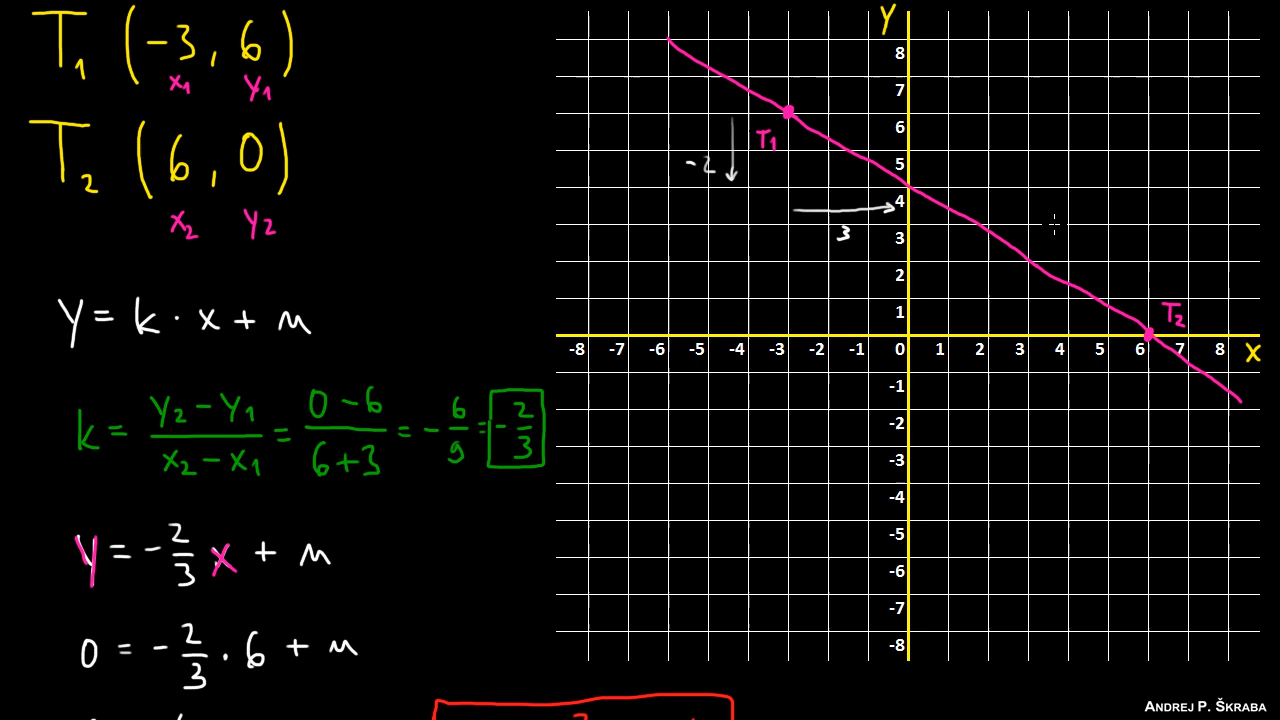 T₁ (-3, 6)
x₁ y₁
T₂ (6, 0)
x₂ y₂
y = k · x + n
k = (y₂ - y₁)/(x₂ - x₁) = (0 - 6)/(6 + 3) = - 6/9 = - 2/3
y = - 2/3 x + n
0 = - 2/3 · 6 + n
Y
8
7
6
5
4
3
2
1
-8 -7 -6 -5 -4 -3 -2 -1 0 1 2 3 4 5 6 7 8 X
-1
-2
-3
-4
-5
-6
-7
-8
T₁
-2
3
T₂
ANDREJ P. ŠKRABA